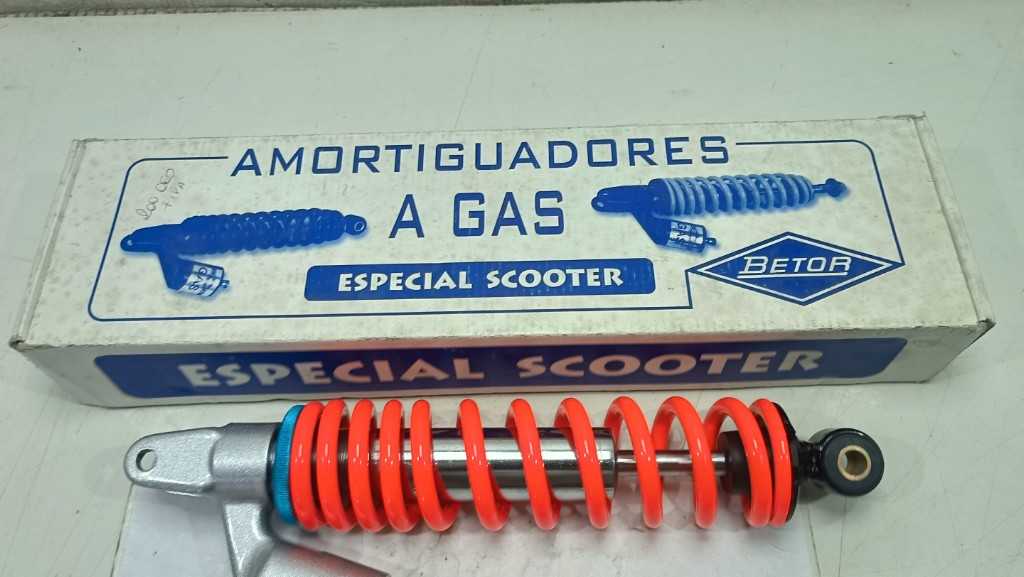 AMORTIGUADORES
A GAS
ESPECIAL SCOOTER
BETOR
ESPECIAL SCOOTER